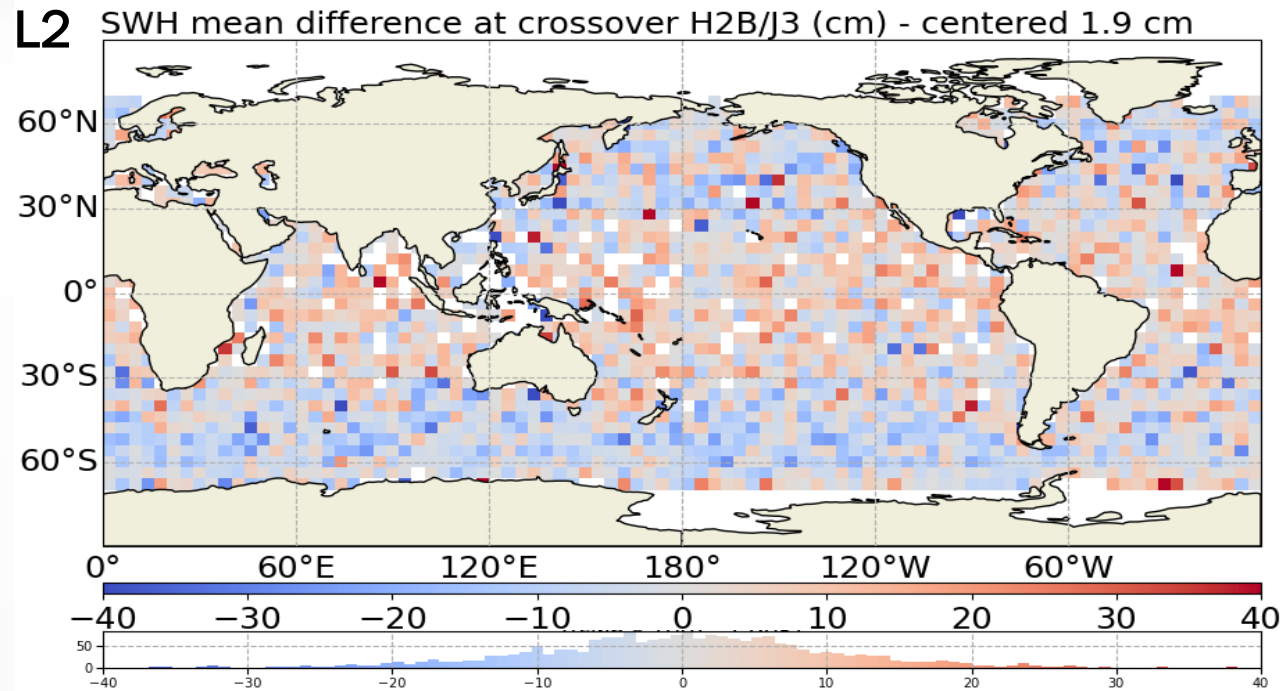 L2
SWH mean difference at crossover H2B/J3 (cm) - centered 1.9 cm
60°N
30°N
0°
30°S
60°S
0° 60°E 120°E 180° 120°W 60°W
−40 −30 −20 −10 0 10 20 30 40
50
0
−40 −30 −20 −10 0 10 20 30 40